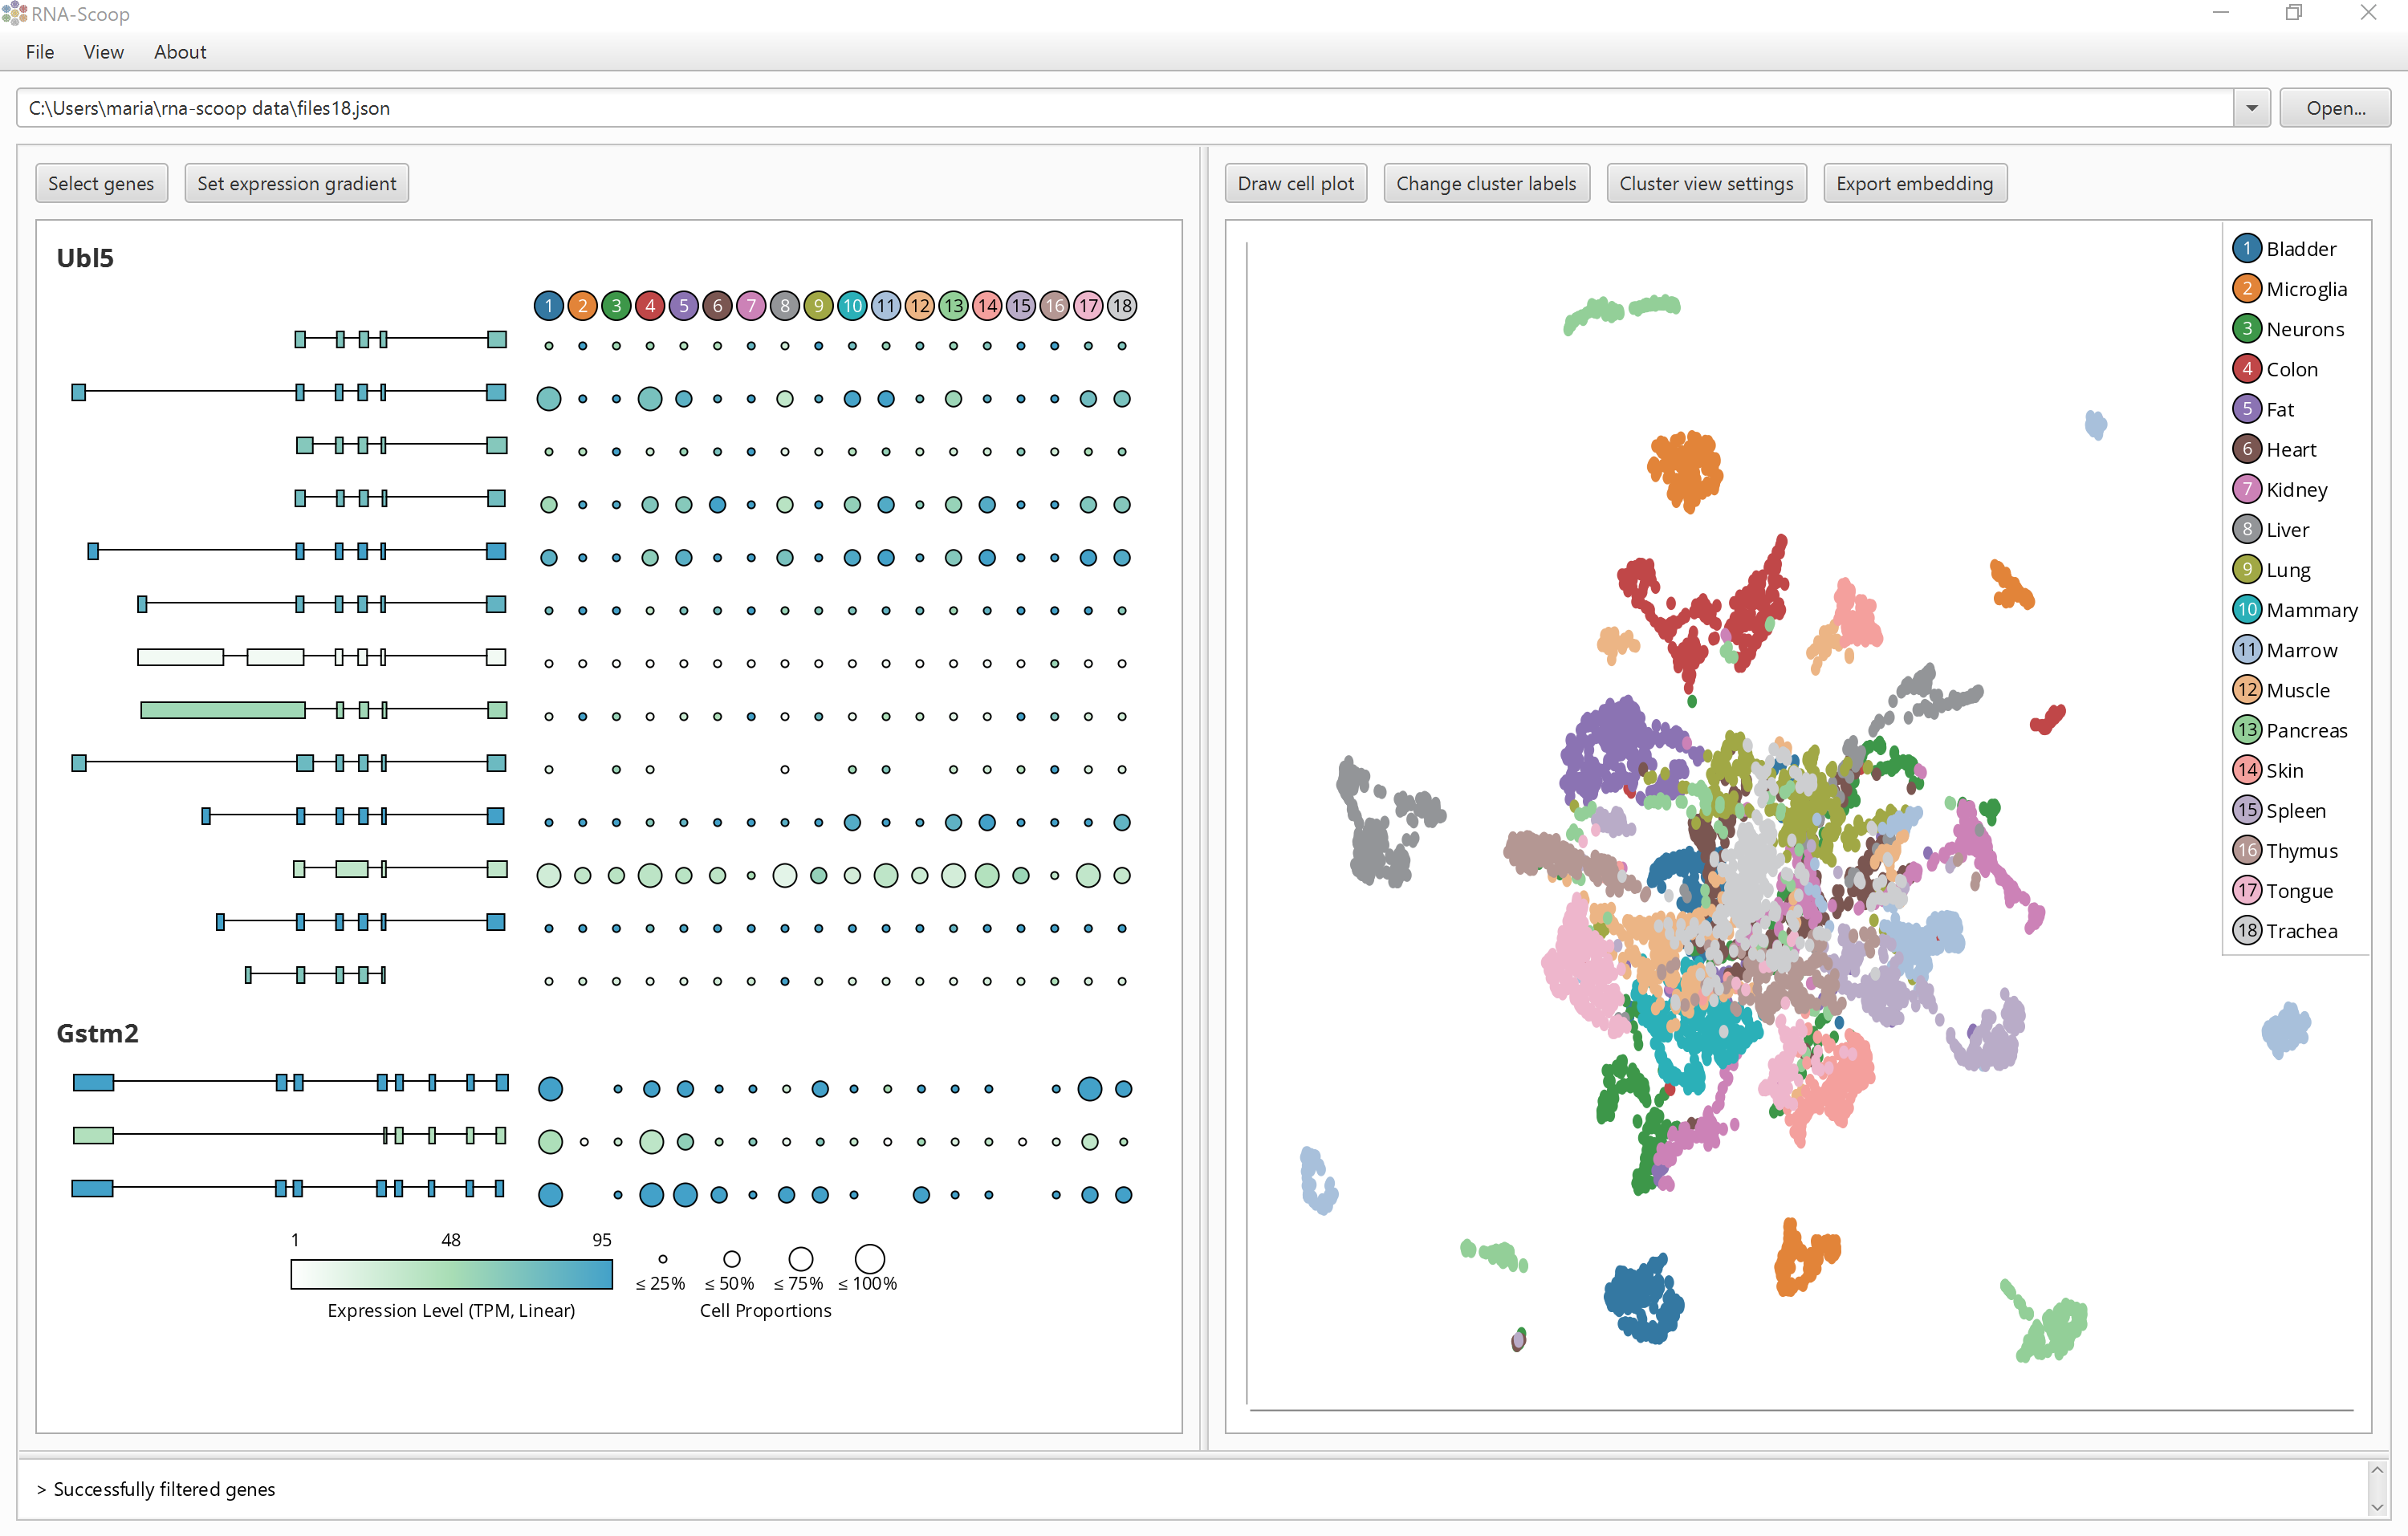 RNA-Scoop
File View About
C:\Users\maria\rna-scoop data\files18.json
Open...
Select genes
Set expression gradient
Draw cell plot
Change cluster labels
Cluster view settings
Export embedding
Ubl5
1 2 3 4 5 6 7 8 9 10 11 12 13 14 15 16 17 18
Gstm2
1 48 95
Expression Level (TPM, Linear)
≤ 25% ≤ 50% ≤ 75% ≤ 100%
Cell Proportions
1 Bladder
2 Microglia
3 Neurons
4 Colon
5 Fat
6 Heart
7 Kidney
8 Liver
9 Lung
10 Mammary
11 Marrow
12 Muscle
13 Pancreas
14 Skin
15 Spleen
16 Thymus
17 Tongue
18 Trachea
> Successfully filtered genes